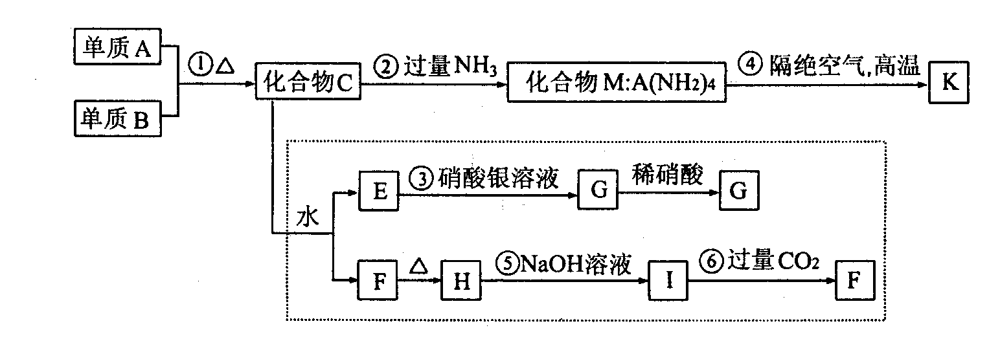 单质A
①△
化合物C
②过量NH₃
化合物M:A(NH₂)₄
④隔绝空气,高温
K
单质B
水
E
③硝酸银溶液
G
稀硝酸
G
F
△
H
⑤NaOH溶液
I
⑥过量CO₂
F